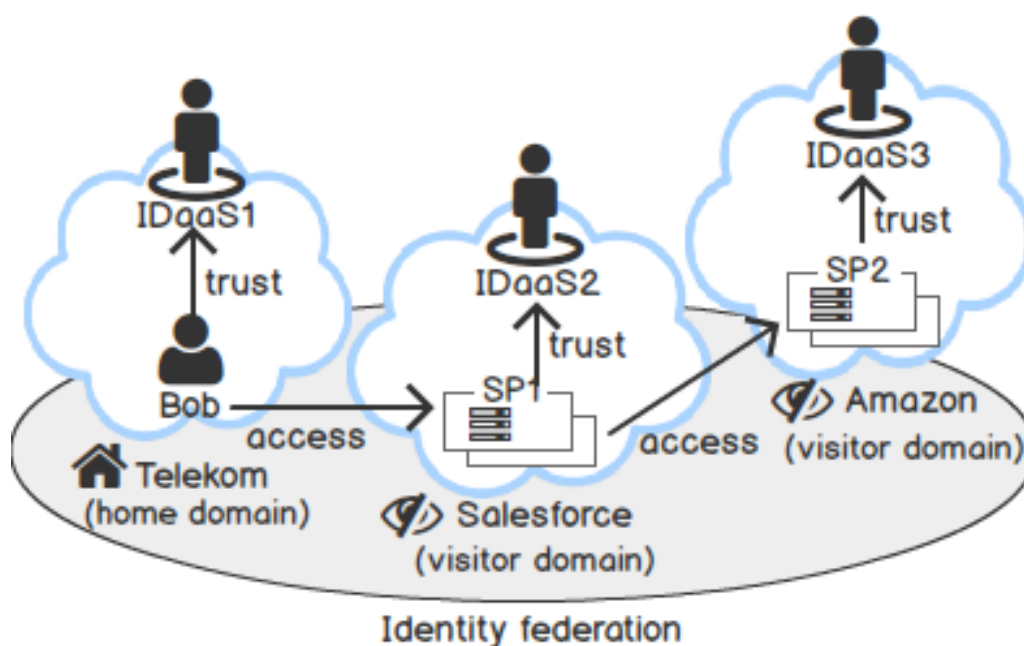 IDaaS1
trust
Bob
access
Telekom
(home domain)
IDaaS2
trust
SP1
access
Salesforce
(visitor domain)
IDaaS3
trust
SP2
Amazon
(visitor domain)
Identity federation